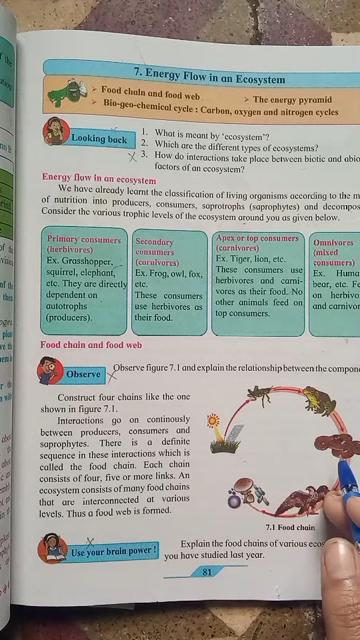 7. Energy Flow in an Ecosystem
➢ Food chain and food web
➢ The energy pyramid
➢ Bio-geo-chemical cycle : Carbon, oxygen and nitrogen cycles
Looking back
1. What is meant by 'ecosystem'?
2. Which are the different types of ecosystems?
3. How do interactions take place between biotic and abio
factors of an ecosystem?
Energy flow in an ecosystem
We have already learnt the classification of living organisms according to the m
of nutrition into producers, consumers, saprotrophs (saprophytes) and decompos
Consider the various trophic levels of the ecosystem around you as given below.
Primary consumers
(herbivores)
Ex. Grasshopper,
squirrel, elephant,
etc. They are directly
dependent on
autotrophs
(producers).
Secondary
consumers
(carnivores)
Ex. Frog, owl, fox,
etc.
These consumers
use herbivores as
their food.
Apex or top consumers
(carnivores)
Ex. Tiger, lion, etc.
These consumers use
herbivores and carni-
vores as their food. No
other animals feed on
top consumers.
Omnivores
(mixed
consumers)
Ex. Huma
bear, etc. Fe
on herbivo
and carnivor
Food chain and food web
Observe
Observe figure 7.1 and explain the relationship between the compone
Construct four chains like the one
shown in figure 7.1.
Interactions go on continously
between producers, consumers and
saprophytes. There is a definite
sequence in these interactions which is
called the food chain. Each chain
consists of four, five or more links. An
ecosystem consists of many food chains
that are interconnected at various
levels. Thus a food web is formed.
7.1 Food chain
Use your brain power !
Explain the food chains of various ecos
you have studied last year.
81